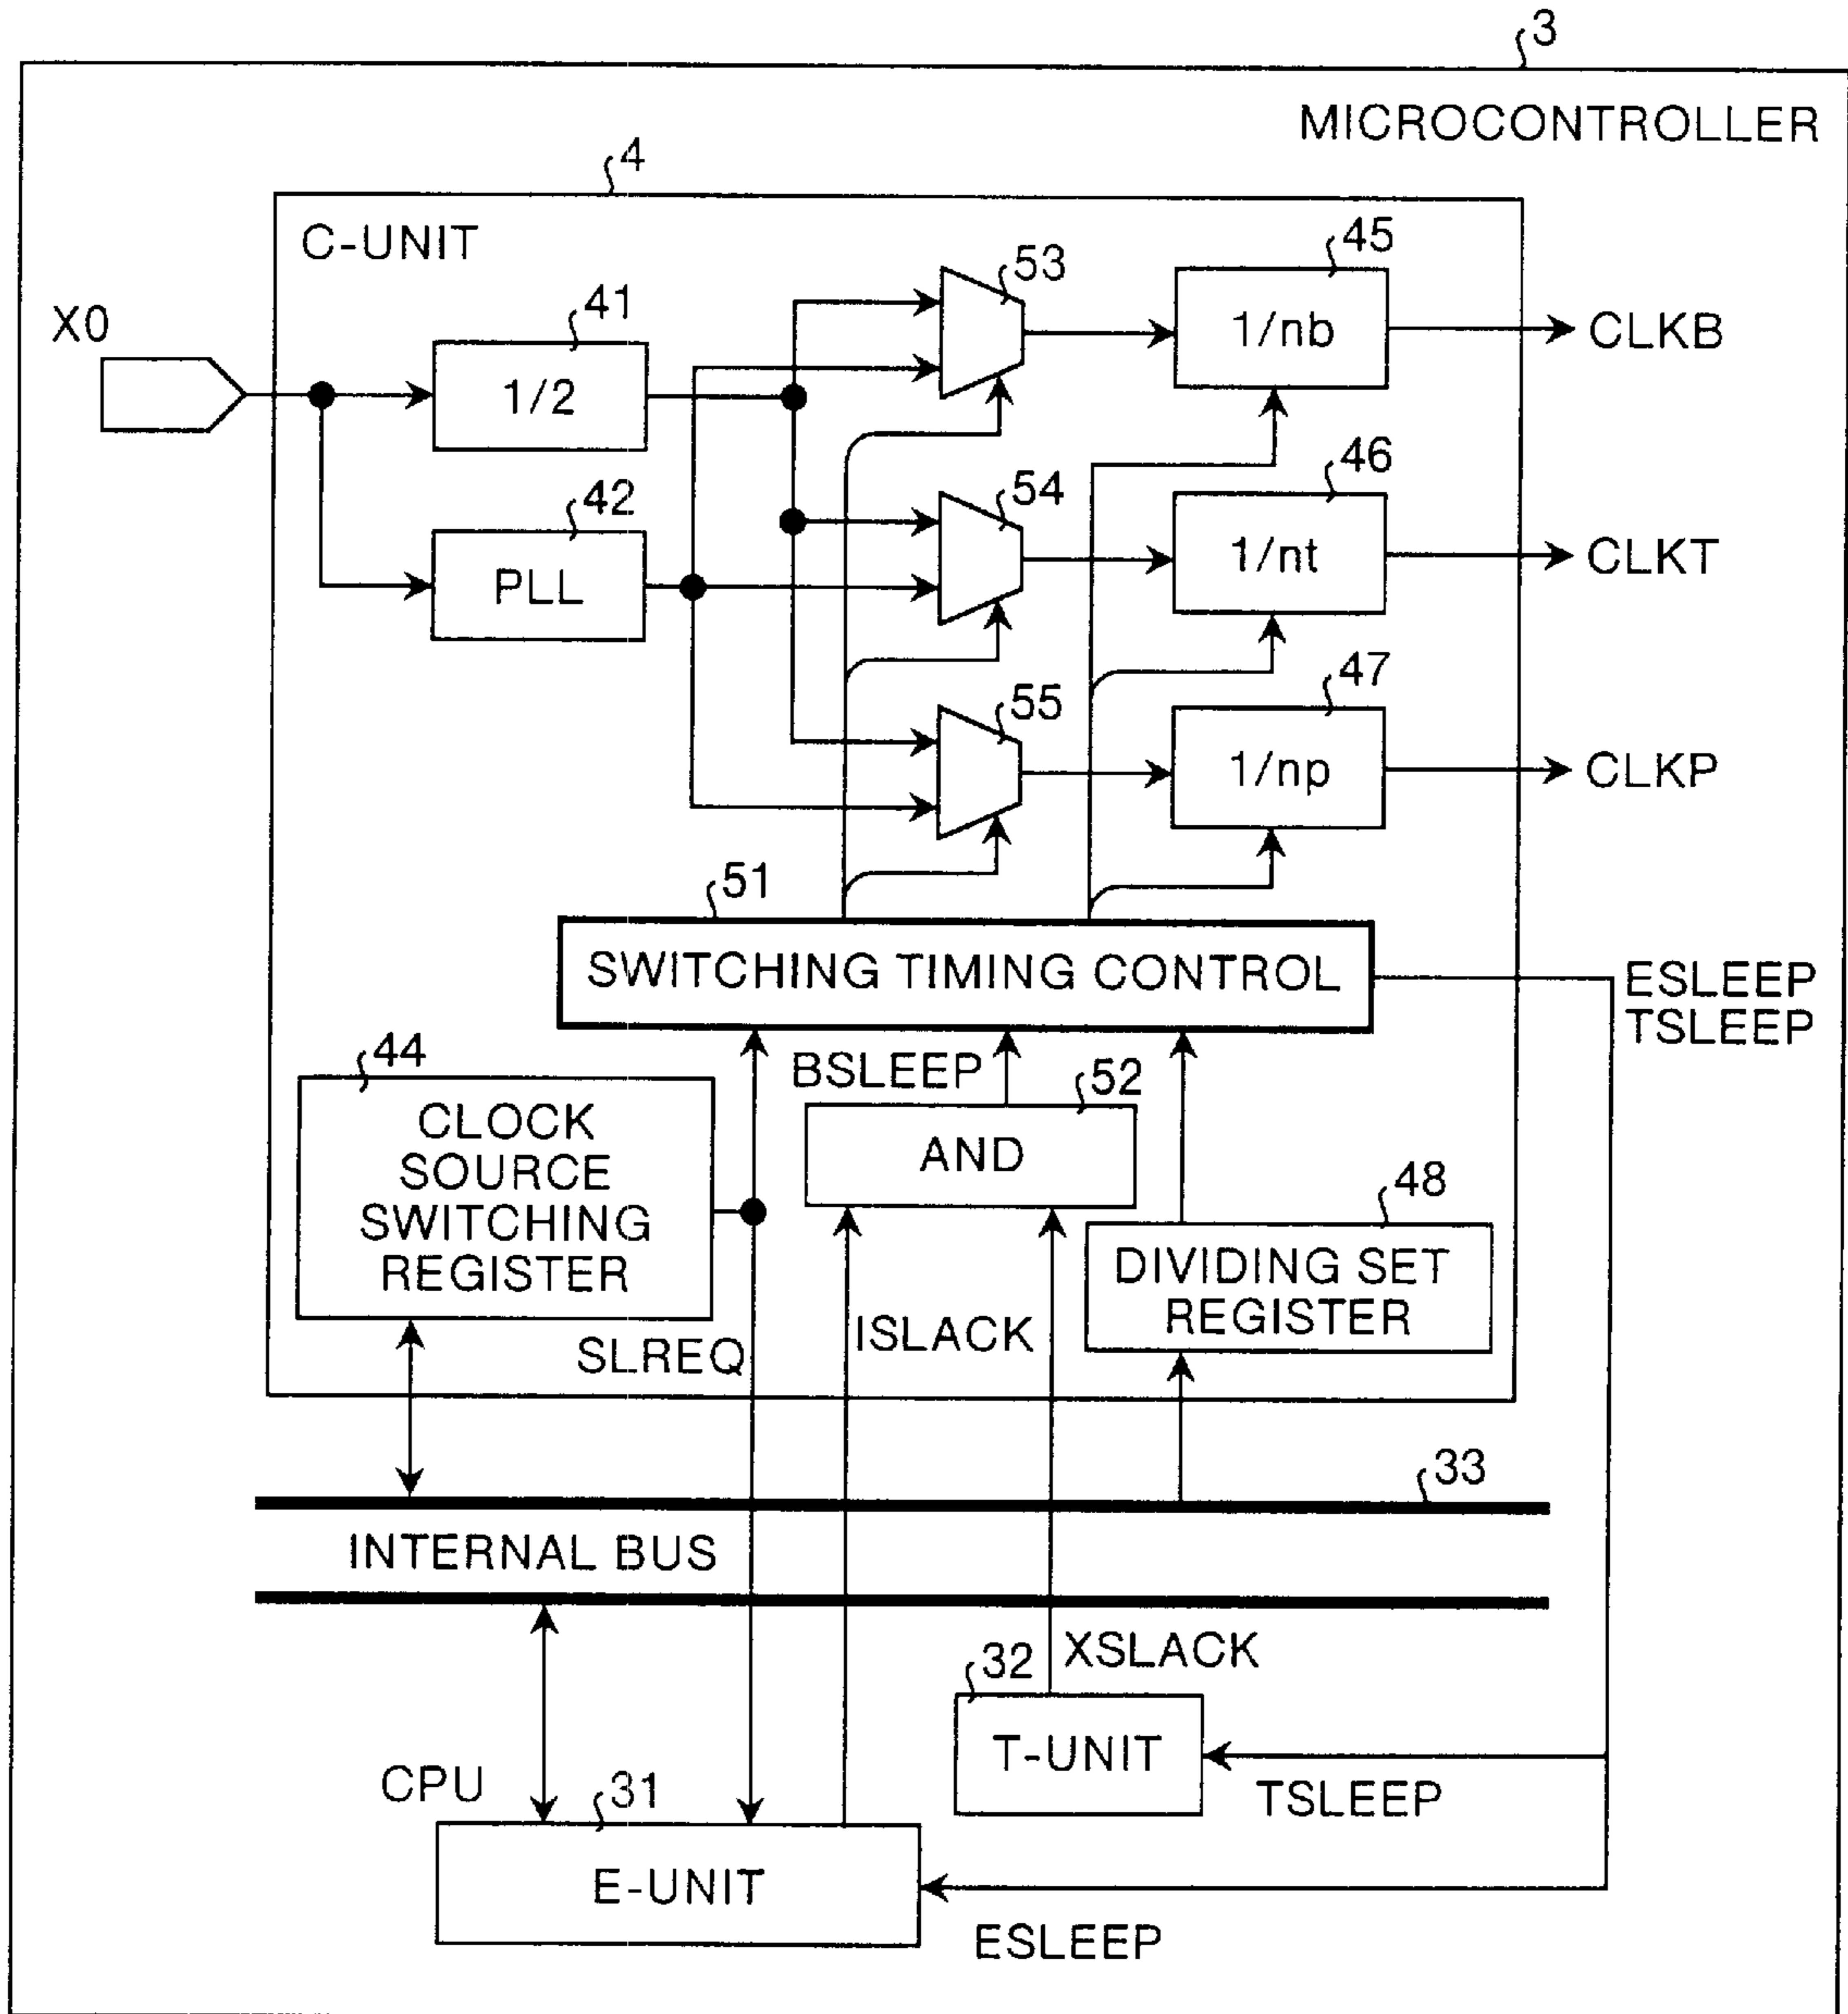 3
MICROCONTROLLER
4
C-UNIT
X0
41
1/2
42
PLL
53
54
55
45
1/nb
46
1/nt
47
1/np
CLKB
CLKT
CLKP
51
SWITCHING TIMING CONTROL
ESLEEP
TSLEEP
44
CLOCK
SOURCE
SWITCHING
REGISTER
BSLEEP
52
AND
48
DIVIDING SET
REGISTER
SLREQ
ISLACK
33
INTERNAL BUS
XSLACK
32
T-UNIT
TSLEEP
CPU
31
E-UNIT
ESLEEP